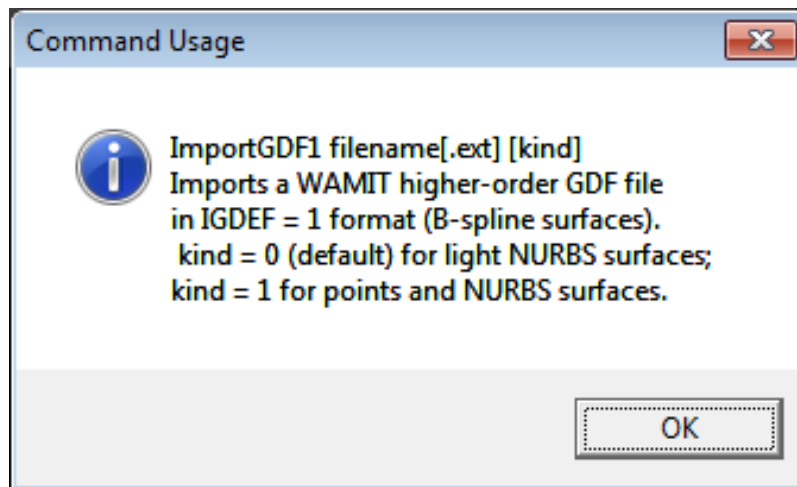 Command Usage
ImportGDF1 filename[.ext] [kind]
Imports a WAMIT higher-order GDF file
in IGDEF = 1 format (B-spline surfaces).
kind = 0 (default) for light NURBS surfaces;
kind = 1 for points and NURBS surfaces.
OK